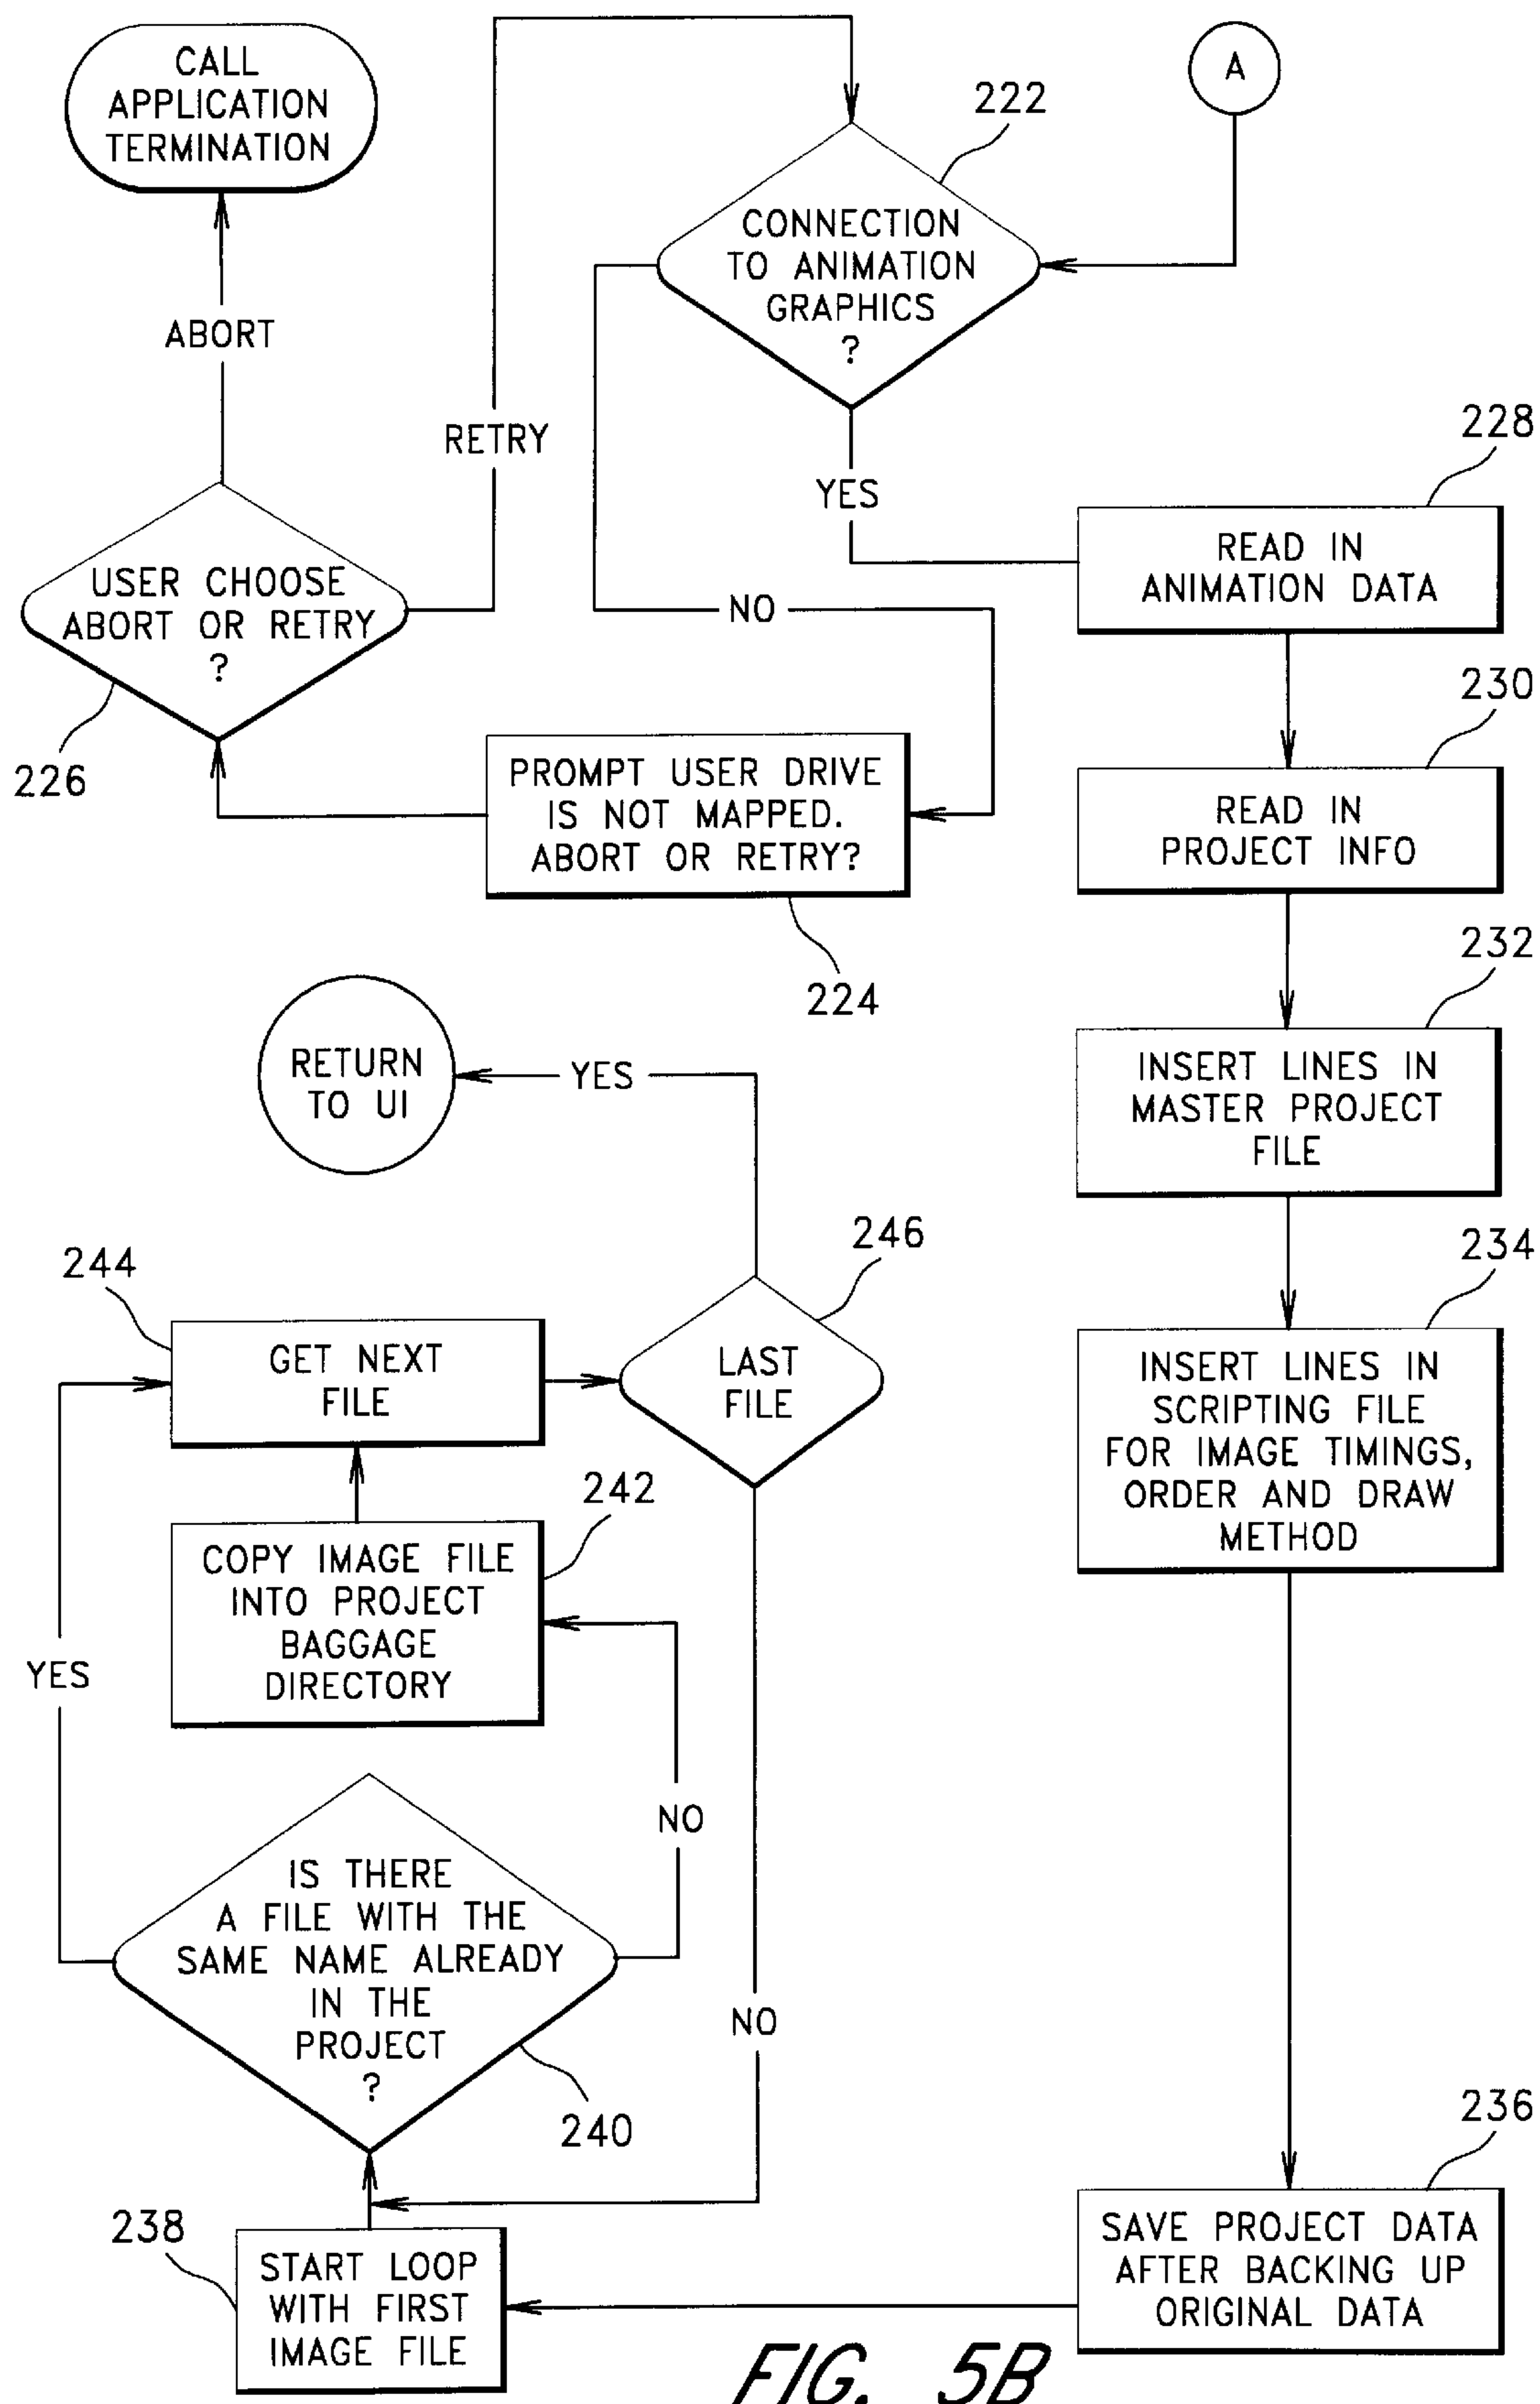 CALL
APPLICATION
TERMINATION
ABORT
USER CHOOSE
ABORT OR RETRY
?
226
RETRY
A
222
CONNECTION
TO ANIMATION
GRAPHICS
?
YES
NO
PROMPT USER DRIVE
IS NOT MAPPED.
ABORT OR RETRY?
224
228
READ IN
ANIMATION DATA
230
READ IN
PROJECT INFO
232
INSERT LINES IN
MASTER PROJECT
FILE
234
INSERT LINES IN
SCRIPTING FILE
FOR IMAGE TIMINGS,
ORDER AND DRAW
METHOD
236
SAVE PROJECT DATA
AFTER BACKING UP
ORIGINAL DATA
RETURN
TO UI
YES
246
LAST
FILE
244
GET NEXT
FILE
242
COPY IMAGE FILE
INTO PROJECT
BAGGAGE
DIRECTORY
YES
NO
IS THERE
A FILE WITH THE
SAME NAME ALREADY
IN THE
PROJECT
?
240
NO
238
START LOOP
WITH FIRST
IMAGE FILE
FIG. 5B